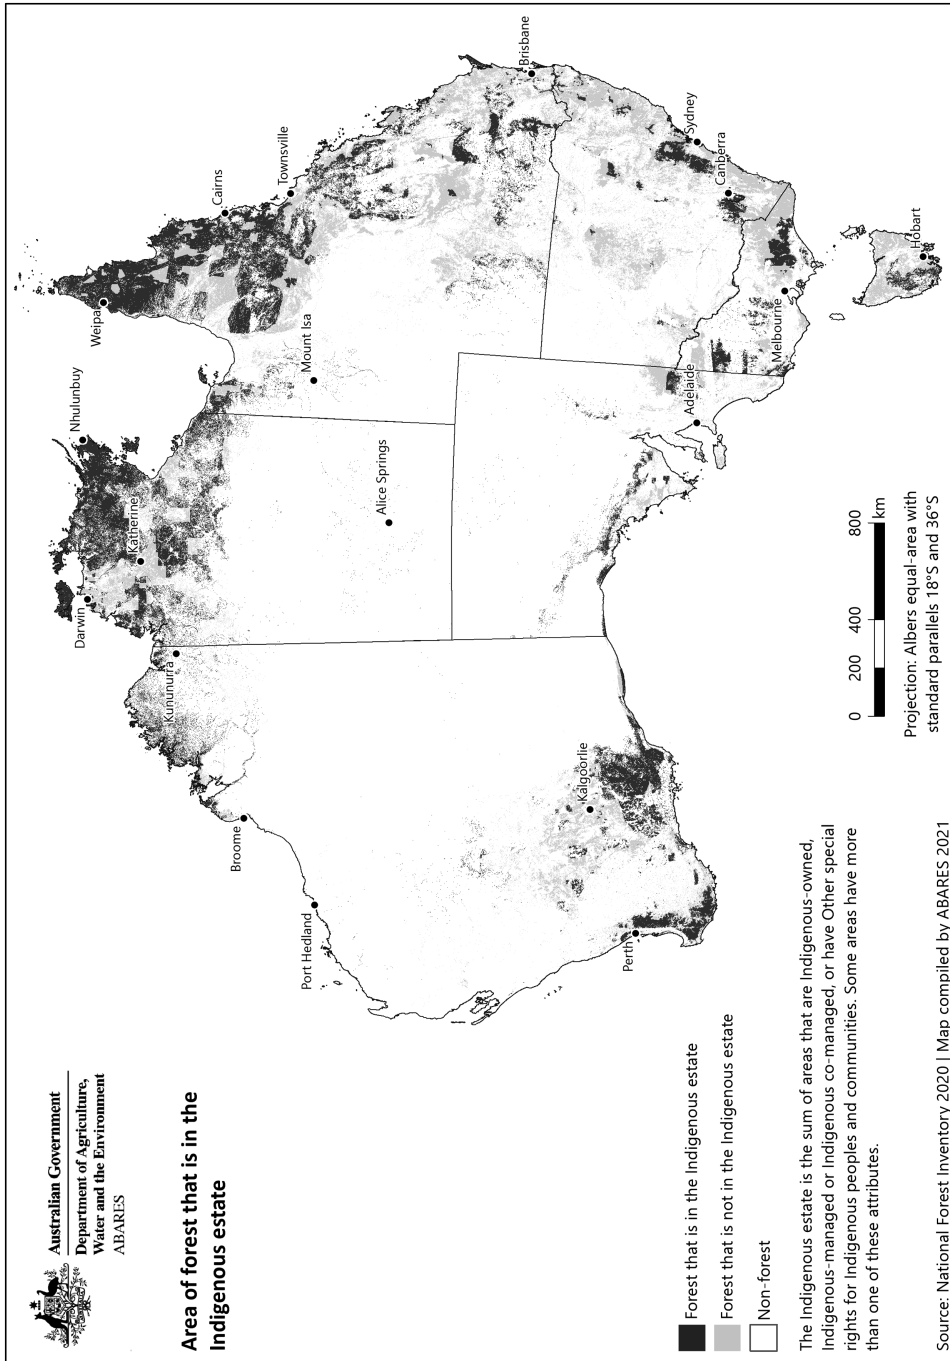 Australian Government
Department of Agriculture,
Water and the Environment
ABARES
Area of forest that is in the
Indigenous estate
Forest that is in the Indigenous estate
Forest that is not in the Indigenous estate
Non-forest
The Indigenous estate is the sum of areas that are Indigenous-owned,
Indigenous-managed or Indigenous co-managed, or have Other special
rights for Indigenous peoples and communities. Some areas have more
than one of these attributes.
Source: National Forest Inventory 2020 | Map compiled by ABARES 2021
Darwin
Nhulunbuy
Katherine
Kununurra
Weipa
Cairns
Townsville
Mount Isa
Broome
Port Hedland
Alice Springs
Brisbane
Kalgoorlie
Perth
Adelaide
Sydney
Canberra
Melbourne
Hobart
0 200 400 800
km
Projection: Albers equal-area with
standard parallels 18°S and 36°S